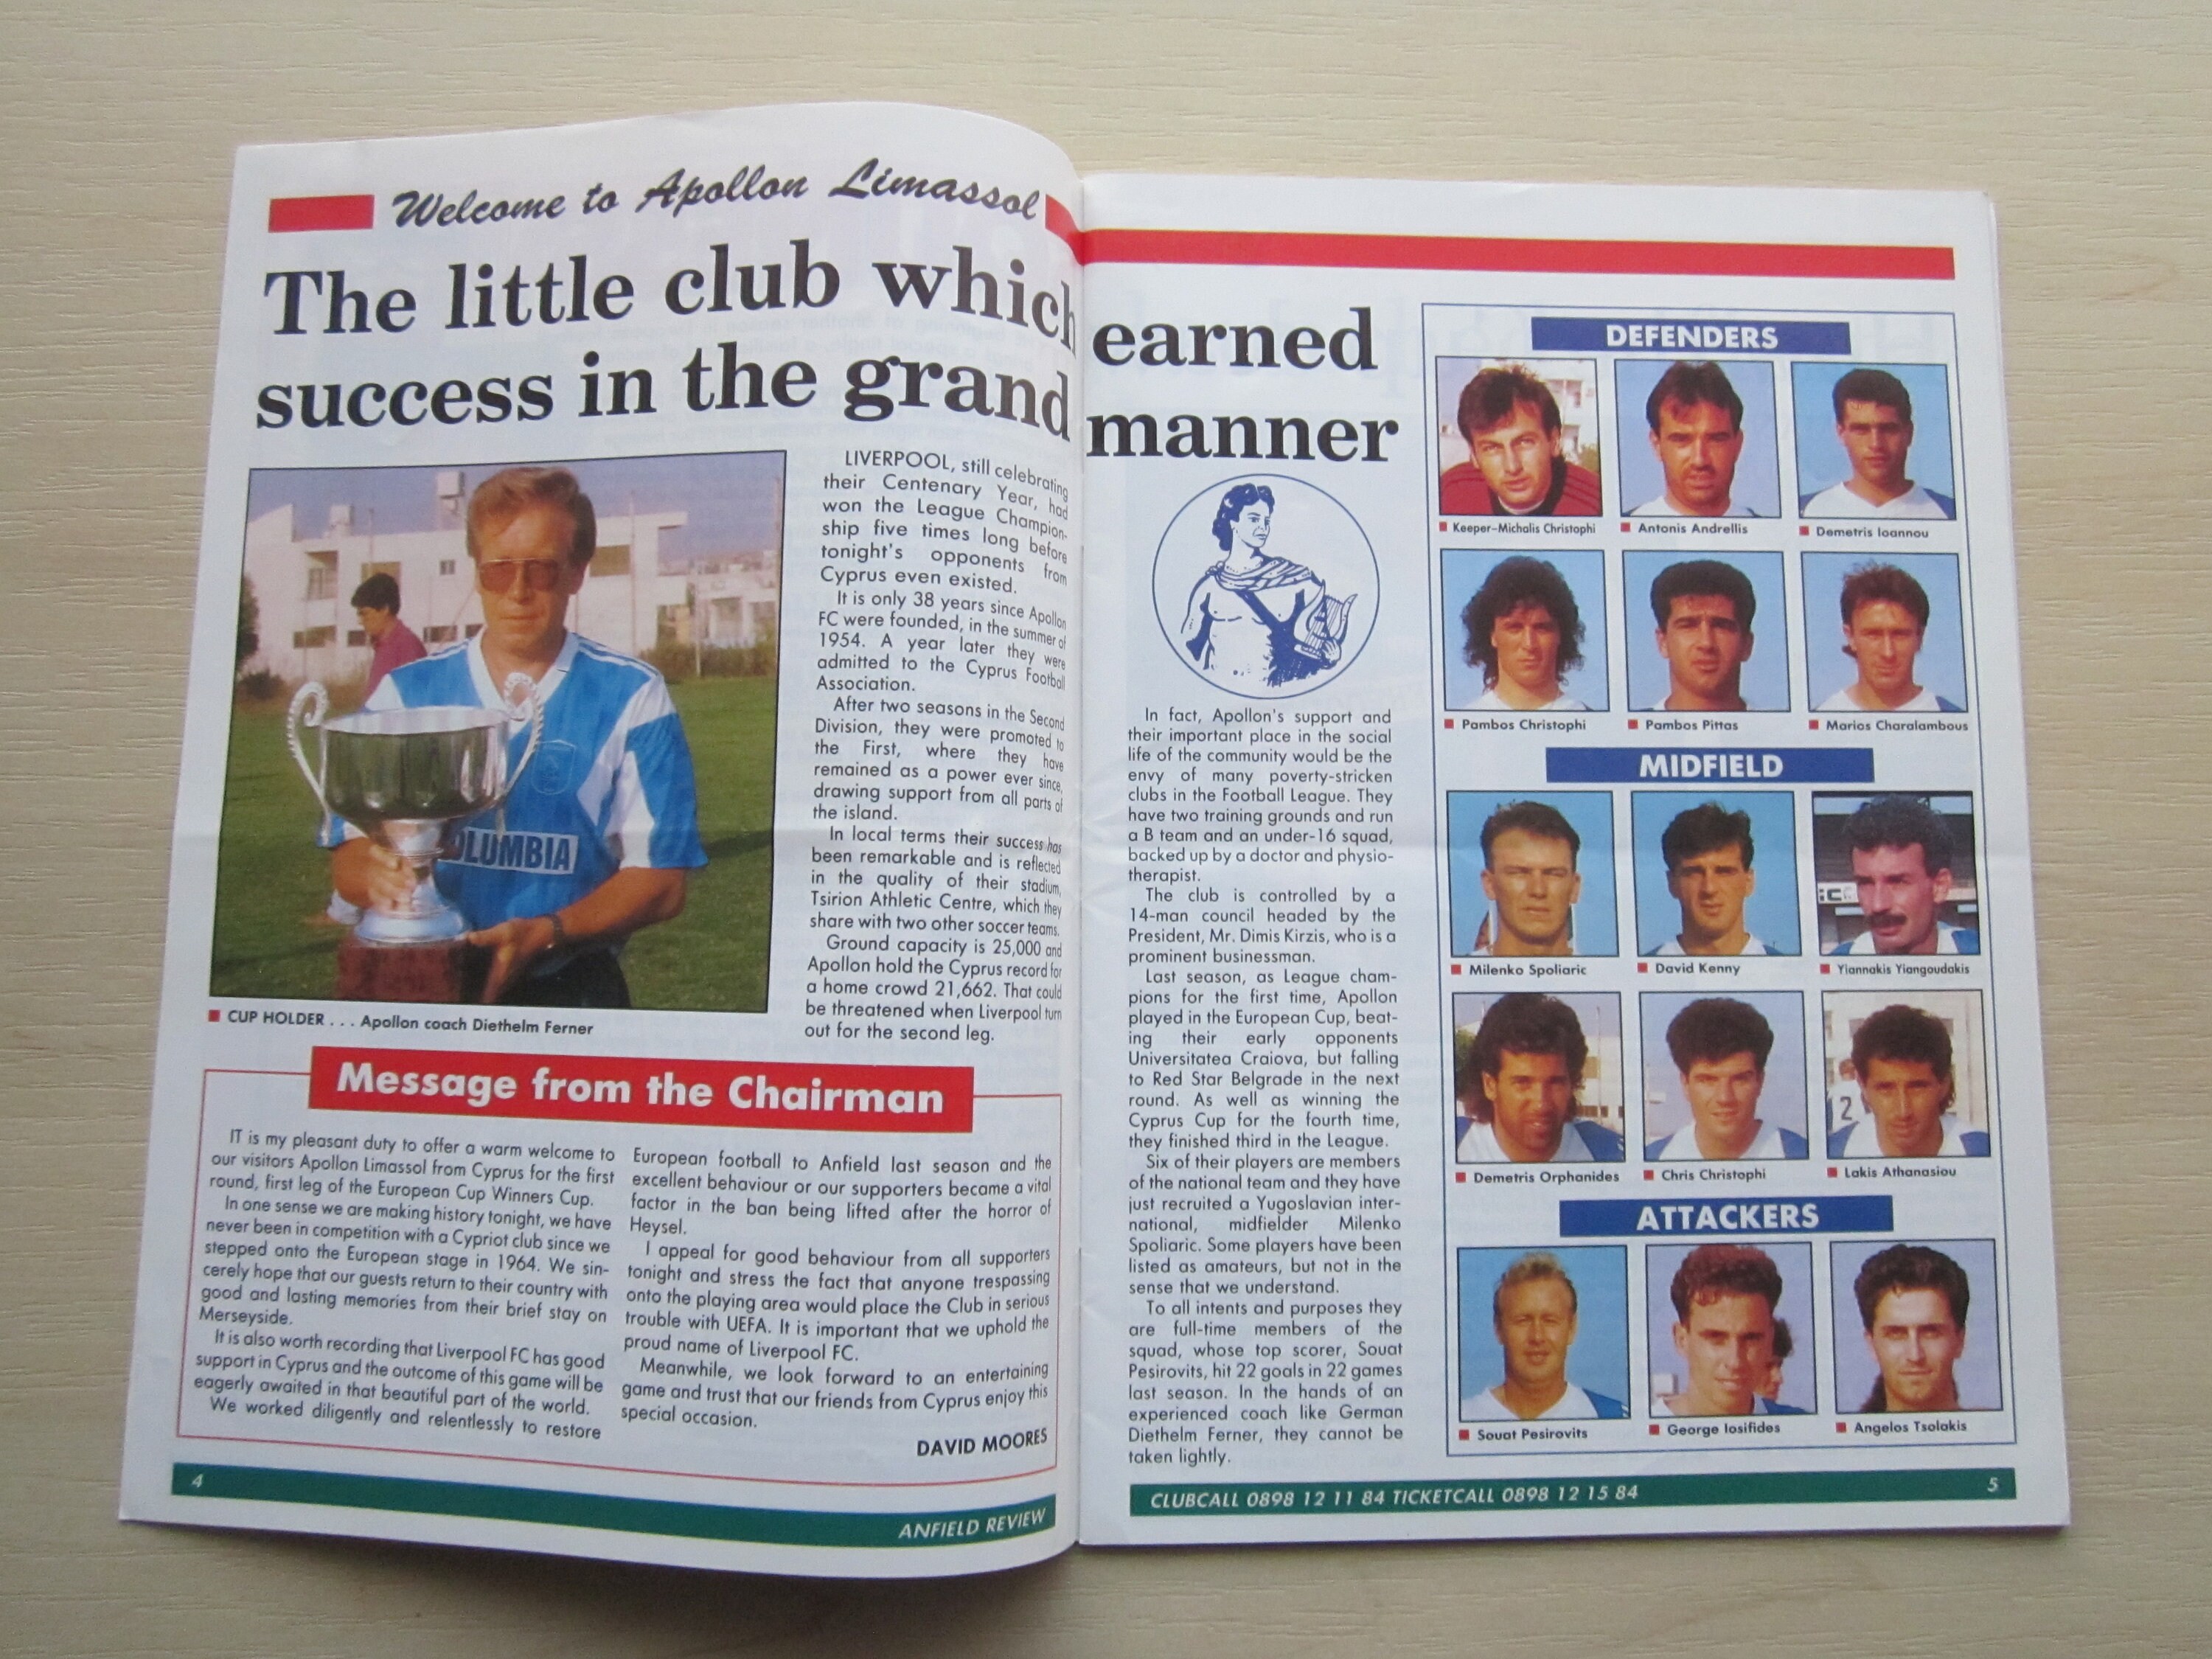 Welcome to Apollon Limassol
The little club which earned
success in the grand manner
LIVERPOOL, still celebrating
their Centenary Year, had
won the League Champion-
ship five times long before
tonight's opponents from
Cyprus even existed.
It is only 38 years since Apollon
FC were founded, in the summer of
1954. A year later they were
admitted to the Cyprus Football
Association.
After two seasons in the Second
Division, they were promoted to
the First, where they have
remained as a power ever since,
drawing support from all parts of
the island.
In local terms their success has
been remarkable and is reflected
in the quality of their stadium,
Tsirion Athletic Centre, which they
share with two other soccer teams.
Ground capacity is 25,000 and
Apollon hold the Cyprus record for
a home crowd 21,662. That could
be threatened when Liverpool turn
out for the second leg.
OLUMBIA
CUP HOLDER . . . Apollon coach Diethelm Ferner
Message from the Chairman
IT is my pleasant duty to offer a warm welcome to
our visitors Apollon Limassol from Cyprus for the first
round, first leg of the European Cup Winners Cup.
In one sense we are making history tonight, we have
never been in competition with a Cypriot club since we
stepped onto the European stage in 1964. We sin-
cerely hope that our guests return to their country with
good and lasting memories from their brief stay on
Merseyside.
It is also worth recording that Liverpool FC has good
support in Cyprus and the outcome of this game will be
eagerly awaited in that beautiful part of the world.
We worked diligently and relentlessly to restore
European football to Anfield last season and the
excellent behaviour or our supporters became a vital
factor in the ban being lifted after the horror of
Heysel.
I appeal for good behaviour from all supporters
tonight and stress the fact that anyone trespassing
onto the playing area would place the Club in serious
trouble with UEFA. It is important that we uphold the
proud name of Liverpool FC.
Meanwhile, we look forward to an entertaining
game and trust that our friends from Cyprus enjoy this
special occasion.
DAVID MOORES
4
ANFIELD REVIEW
In fact, Apollon's support and
their important place in the social
life of the community would be the
envy of many poverty-stricken
clubs in the Football League. They
have two training grounds and run
a B team and an under-16 squad,
backed up by a doctor and physio-
therapist.
The club is controlled by a
14-man council headed by the
President, Mr. Dimis Kirzis, who is a
prominent businessman.
Last season, as League cham-
pions for the first time, Apollon
played in the European Cup, beat-
ing their early opponents
Universitatea Craiova, but falling
to Red Star Belgrade in the next
round. As well as winning the
Cyprus Cup for the fourth time,
they finished third in the League.
Six of their players are members
of the national team and they have
just recruited a Yugoslavian inter-
national, midfielder Milenko
Spoliaric. Some players have been
listed as amateurs, but not in the
sense that we understand.
To all intents and purposes they
are full-time members of the
squad, whose top scorer, Souat
Pesirovits, hit 22 goals in 22 games
last season. In the hands of an
experienced coach like German
Diethelm Ferner, they cannot be
taken lightly.
DEFENDERS
Keeper–Michalis Christophi
Antonis Andrellis
Demetris Ioannou
Pambos Christophi
Pambos Pittas
Marios Charalambous
MIDFIELD
Milenko Spoliaric
David Kenny
Yiannakis Yiangoudakis
Demetris Orphanides
Chris Christophi
2
Lakis Athanasiou
ATTACKERS
Souat Pesirovits
George Iosifides
Angelos Tsolakis
CLUBCALL 0898 12 11 84 TICKETCALL 0898 12 15 84
5